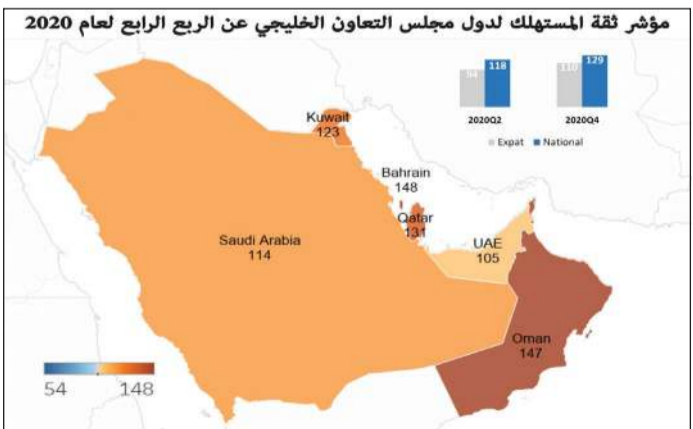 مؤشر ثقة المستهلك لدول مجلس التعاون الخليجي عن الربع الرابع لعام 2020
94 118 110 129
2020Q2 2020Q4
Expat National
Kuwait
123
Bahrain
148
Qatar
131
Saudi Arabia
114
UAE
105
Oman
147
54 148